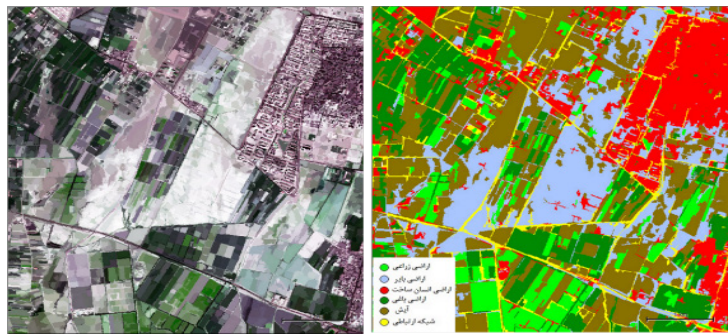 اراضی زراعی
اراضی بایر
اراضی انسان ساخت
اراضی باغی
آیش
شبکه ارتباطی